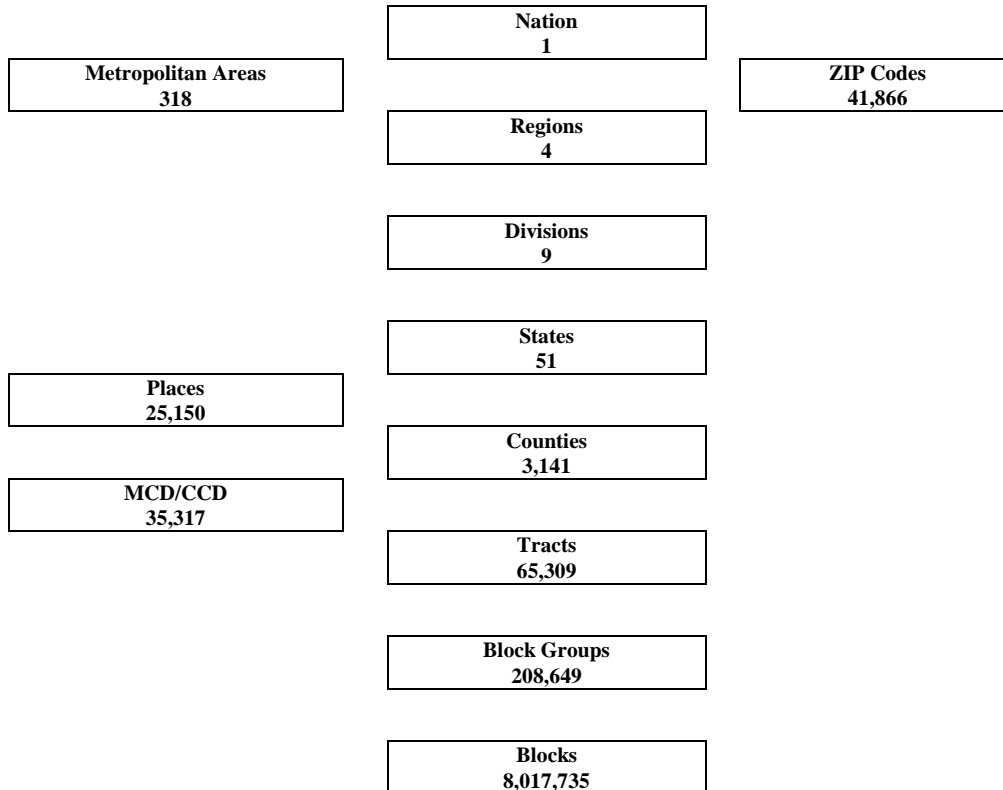 Nation
1
Metropolitan Areas
318
ZIP Codes
41,866
Regions
4
Divisions
9
States
51
Places
25,150
Counties
3,141
MCD/CCD
35,317
Tracts
65,309
Block Groups
208,649
Blocks
8,017,735